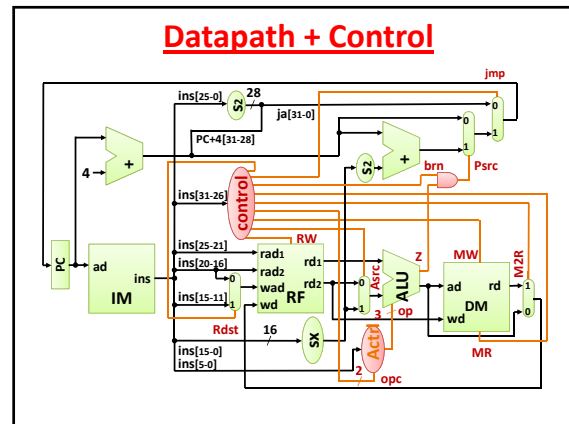 Datapath + Control
jmp
ins[25-0]
s2
28
0
1
ja[31-0]
PC+4[31-28]
0
1
4
+
s2
+
brn
Psrc
ins[31-26]
control
PC
ad
ins
IM
ins[25-21]
ins[20-16]
ins[15-11]
0
1
Rdst
RW
rad1
rad2
wad
wd
RF
rd1
rd2
Asrc
0
1
ALU
Z
3
op
MW
ad
rd
DM
wd
MR
M2R
1
0
16
sx
ins[15-0]
ins[5-0]
Actrl
2
opc